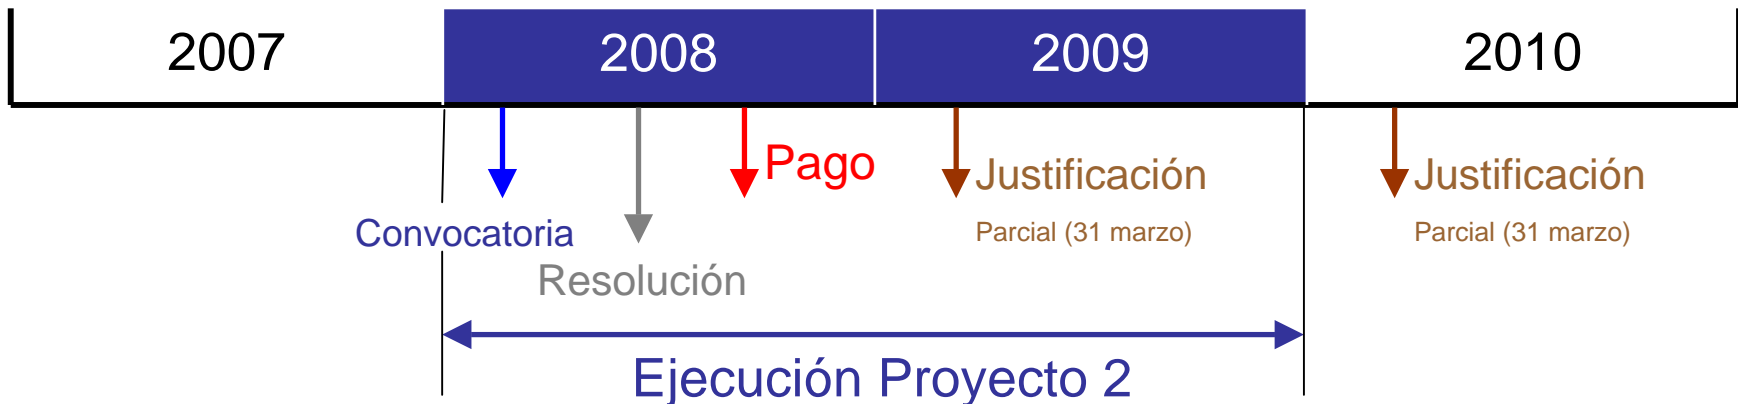 2007 2008 2009 2010
Pago
Justificación
Justificación
Convocatoria
Parcial (31 marzo)
Parcial (31 marzo)
Resolución
Ejecución Proyecto 2